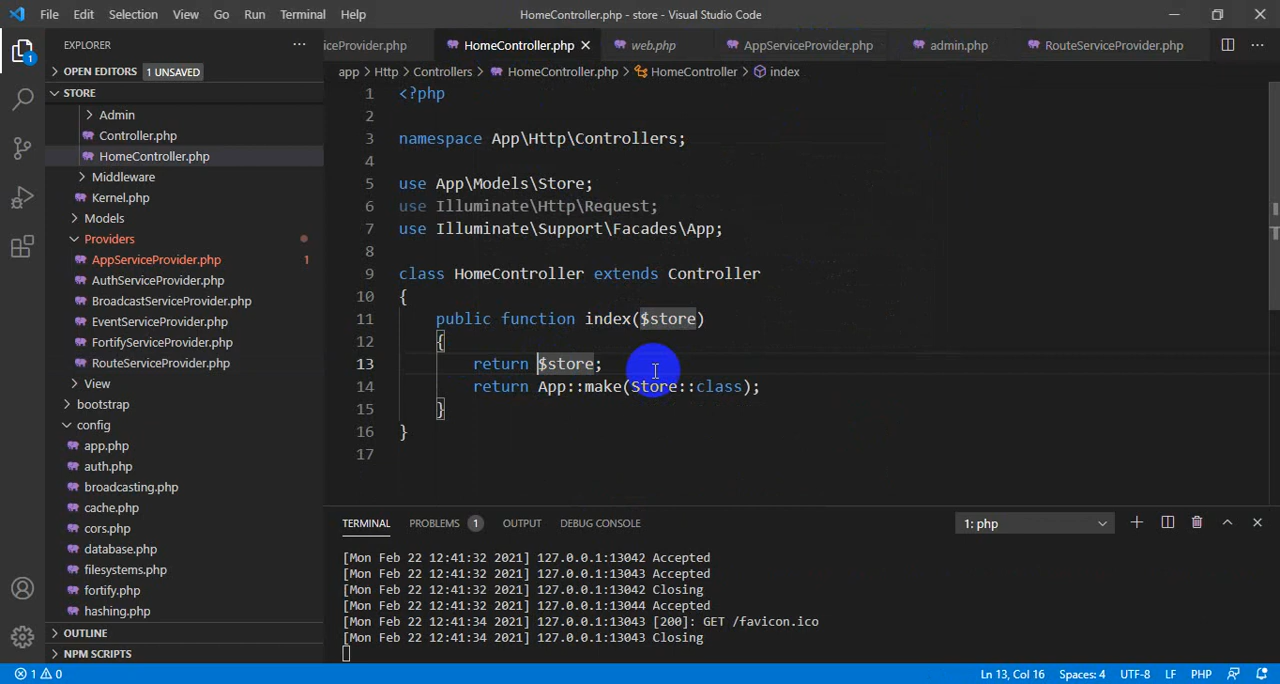 File Edit Selection View Go Run Terminal Help
HomeController.php - store - Visual Studio Code
EXPLORER
iceProvider.php HomeController.php web.php AppServiceProvider.php admin.php RouteServiceProvider.php
OPEN EDITORS 1 UNSAVED
app > Http > Controllers > HomeController.php > HomeController > index
STORE
Admin
Controller.php
HomeController.php
Middleware
Kernel.php
Models
Providers
AppServiceProvider.php 1
AuthServiceProvider.php
BroadcastServiceProvider.php
EventServiceProvider.php
FortifyServiceProvider.php
RouteServiceProvider.php
View
bootstrap
config
app.php
auth.php
broadcasting.php
cache.php
cors.php
database.php
filesystems.php
fortify.php
hashing.php
OUTLINE
NPM SCRIPTS
1 <?php
2
3 namespace App\Http\Controllers;
4
5 use App\Models\Store;
6 use Illuminate\Http\Request;
7 use Illuminate\Support\Facades\App;
8
9 class HomeController extends Controller
10 {
11 public function index($store)
12 {
13 return $store;
14 return App::make(Store::class);
15 }
16 }
17
TERMINAL PROBLEMS 1 OUTPUT DEBUG CONSOLE 1: php
[Mon Feb 22 12:41:32 2021] 127.0.0.1:13042 Accepted
[Mon Feb 22 12:41:32 2021] 127.0.0.1:13043 Accepted
[Mon Feb 22 12:41:32 2021] 127.0.0.1:13042 Closing
[Mon Feb 22 12:41:32 2021] 127.0.0.1:13044 Accepted
[Mon Feb 22 12:41:34 2021] 127.0.0.1:13043 [200]: GET /favicon.ico
[Mon Feb 22 12:41:34 2021] 127.0.0.1:13043 Closing
1 0 Ln 13, Col 16 Spaces: 4 UTF-8 LF PHP